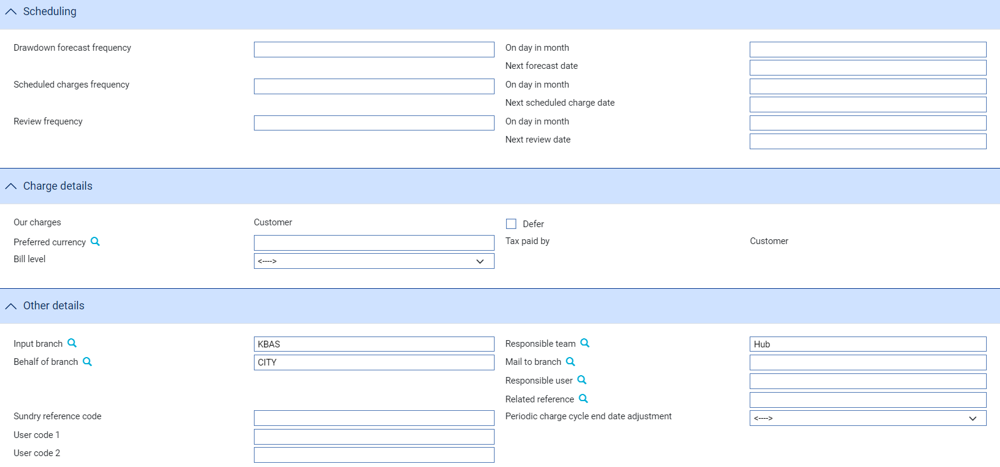 Scheduling
Drawdown forecast frequency
On day in month
Next forecast date
Scheduled charges frequency
On day in month
Next scheduled charge date
Review frequency
On day in month
Next review date
Charge details
Our charges Customer
Defer
Preferred currency
Tax paid by Customer
Bill level <---->
Other details
Input branch KBAS
Responsible team Hub
Behalf of branch CITY
Mail to branch
Responsible user
Related reference
Sundry reference code
Periodic charge cycle end date adjustment <---->
User code 1
User code 2